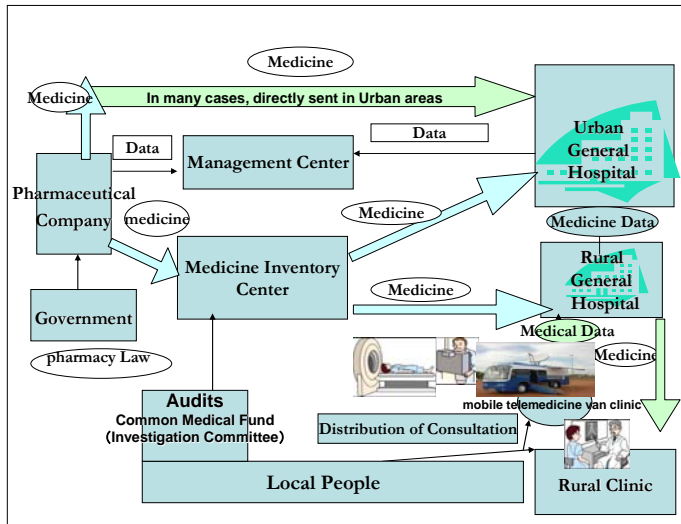 Medicine
Medicine
In many cases, directly sent in Urban areas
Data
Data
Management Center
Urban
General
Hospital
Pharmaceutical
Company
medicine
Medicine
Medicine Data
Medicine Inventory
Center
Rural
General
Hospital
Medicine
Government
pharmacy Law
Medical Data
Medicine
Audits
Common Medical Fund
(Investigation Committee)
mobile telemedicine van clinic
Distribution of Consultation
Local People
Rural Clinic